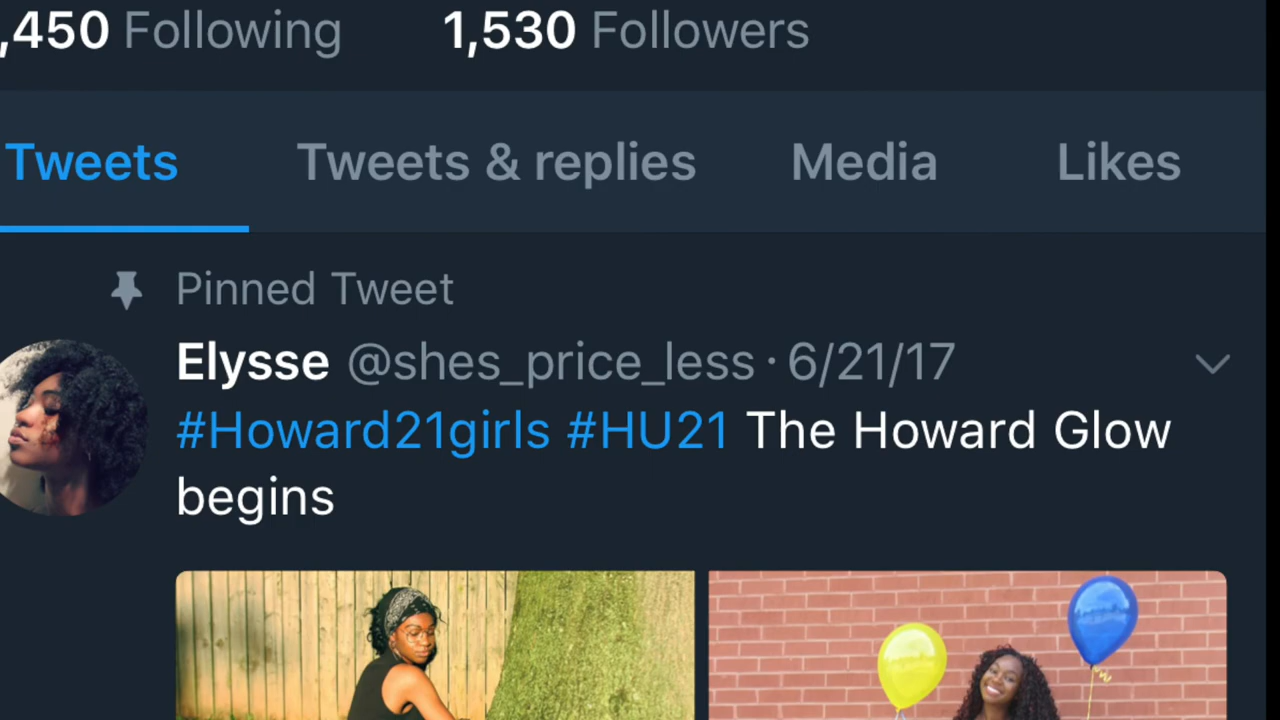 ,450 Following 1,530 Followers
Tweets Tweets & replies Media Likes
Pinned Tweet
Elysse @shes_price_less · 6/21/17
#Howard21girls #HU21 The Howard Glow
begins